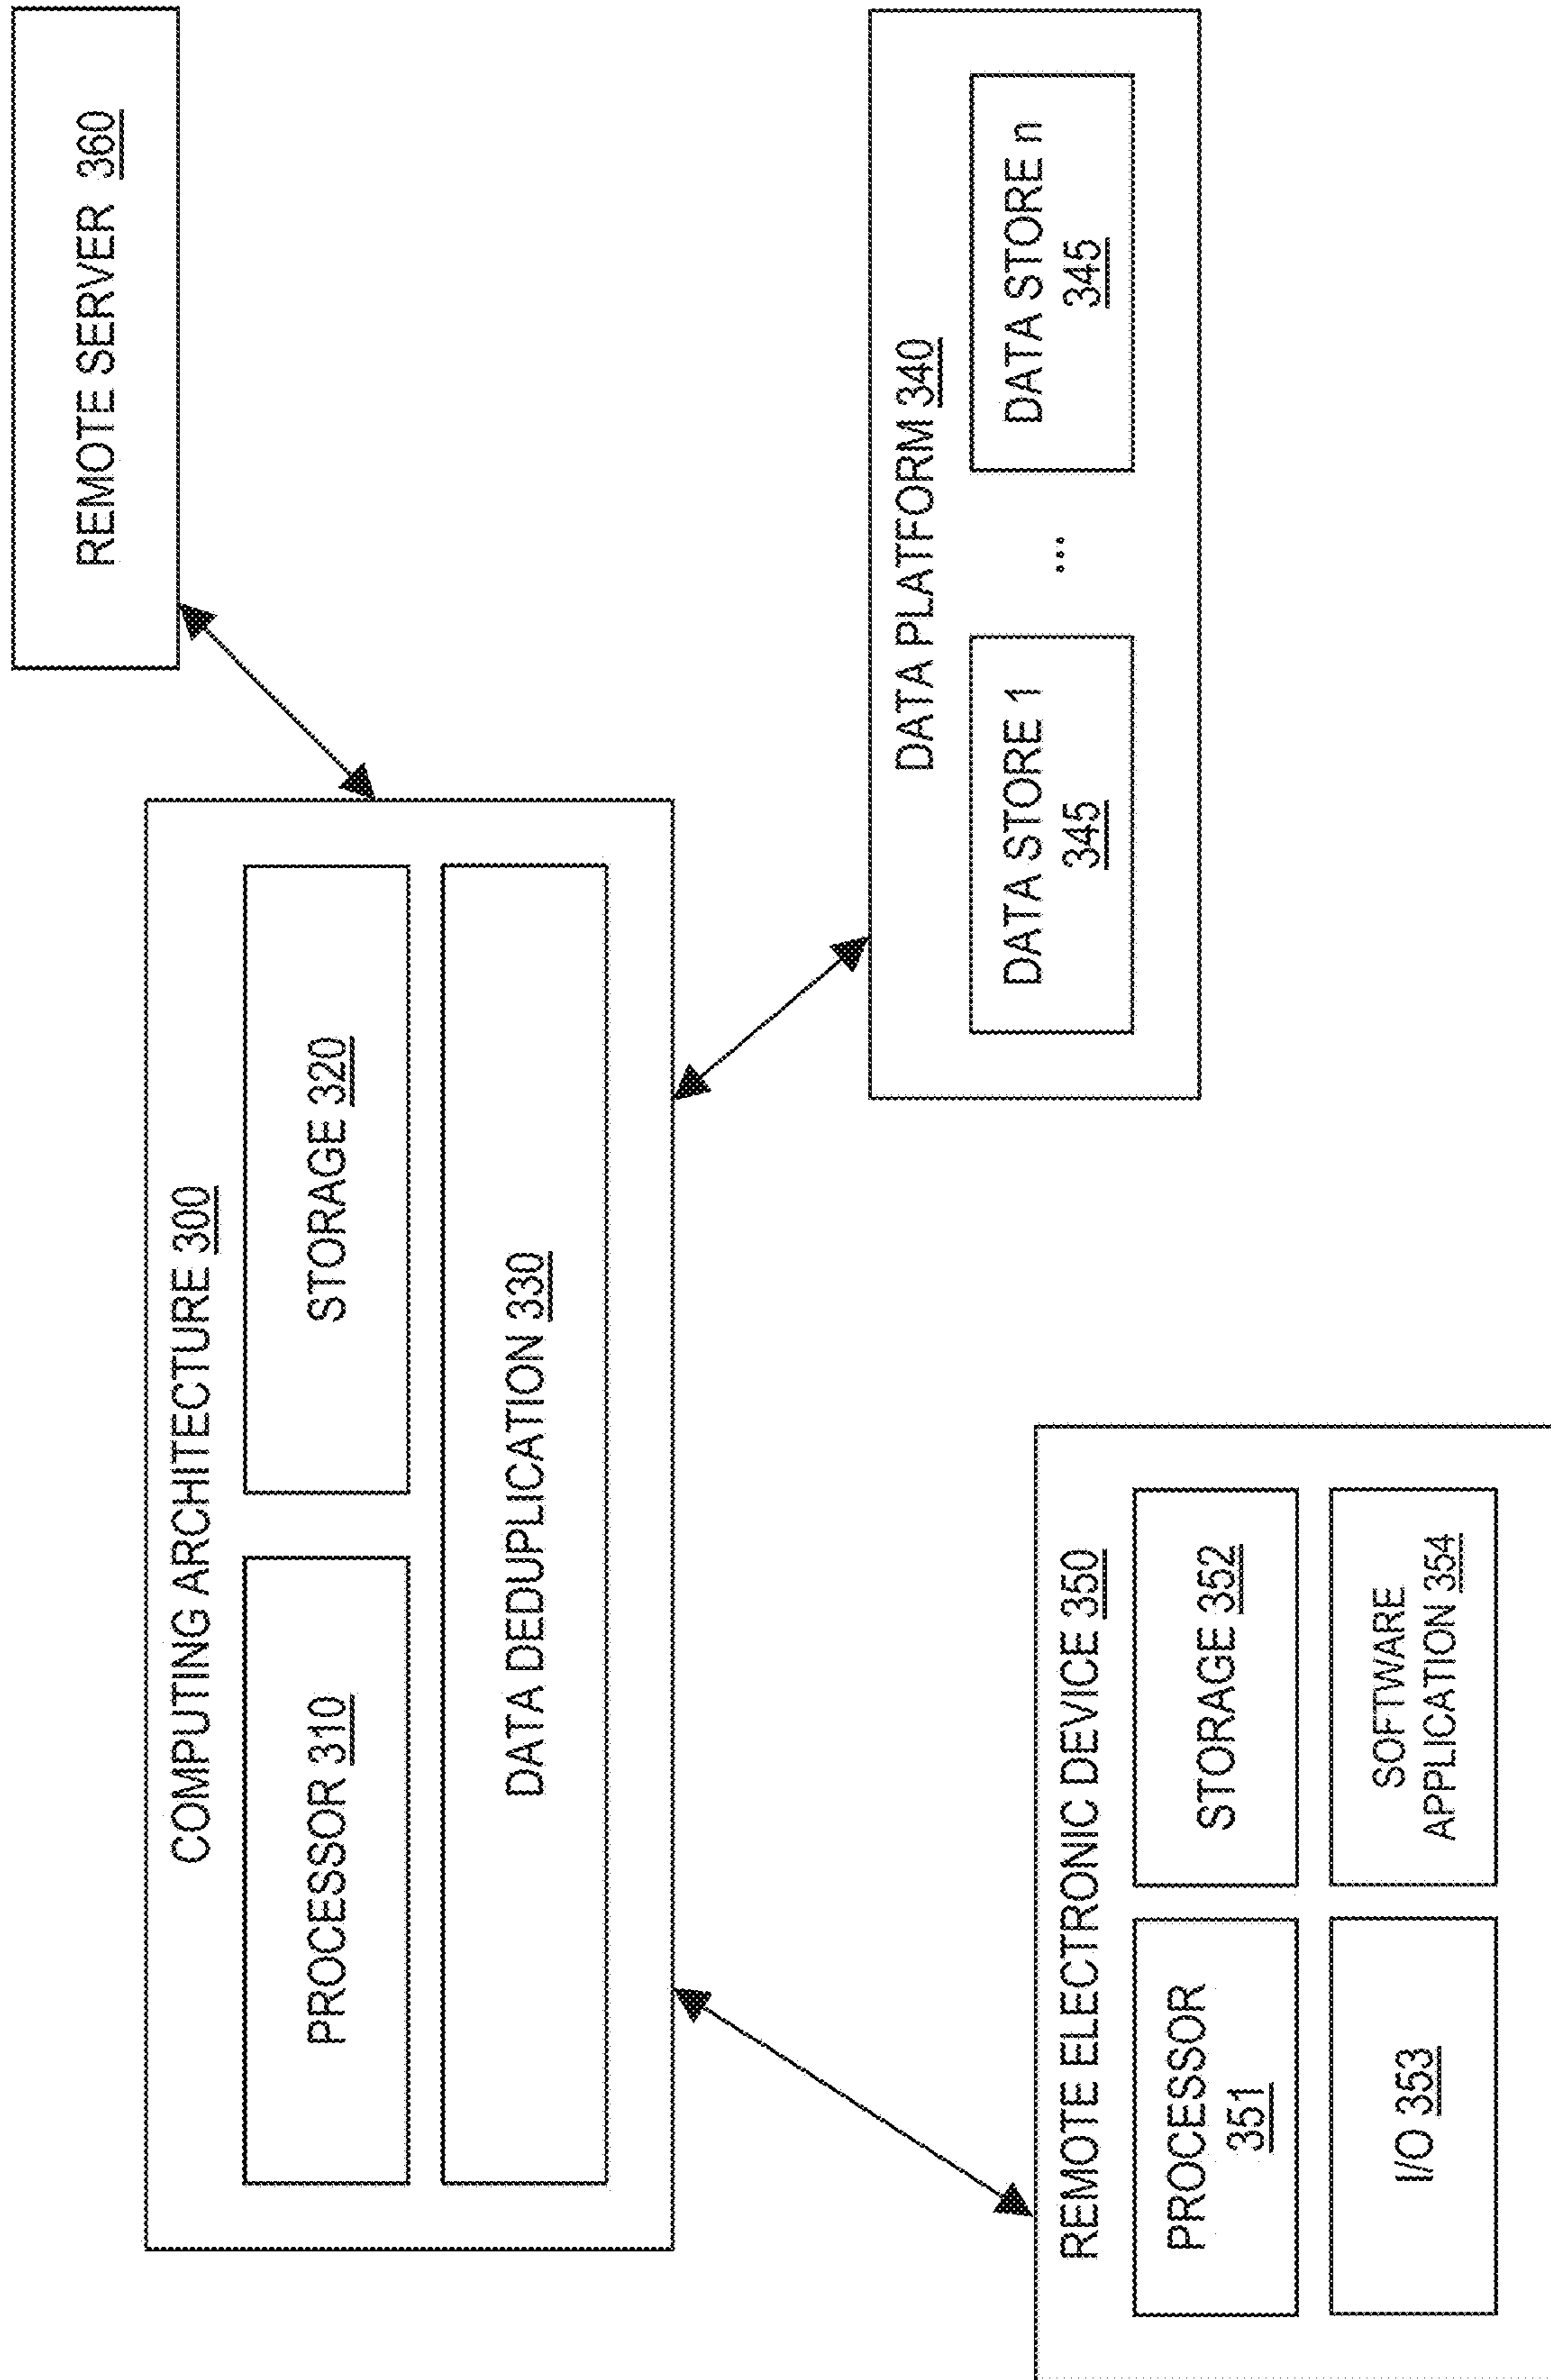 REMOTE SERVER 360
COMPUTING ARCHITECTURE 300
PROCESSOR 310
STORAGE 320
DATA DEDUPLICATION 330
DATA PLATFORM 340
DATA STORE 1
345
...
DATA STORE n
345
REMOTE ELECTRONIC DEVICE 350
PROCESSOR
351
STORAGE 352
I/O 353
SOFTWARE
APPLICATION 354